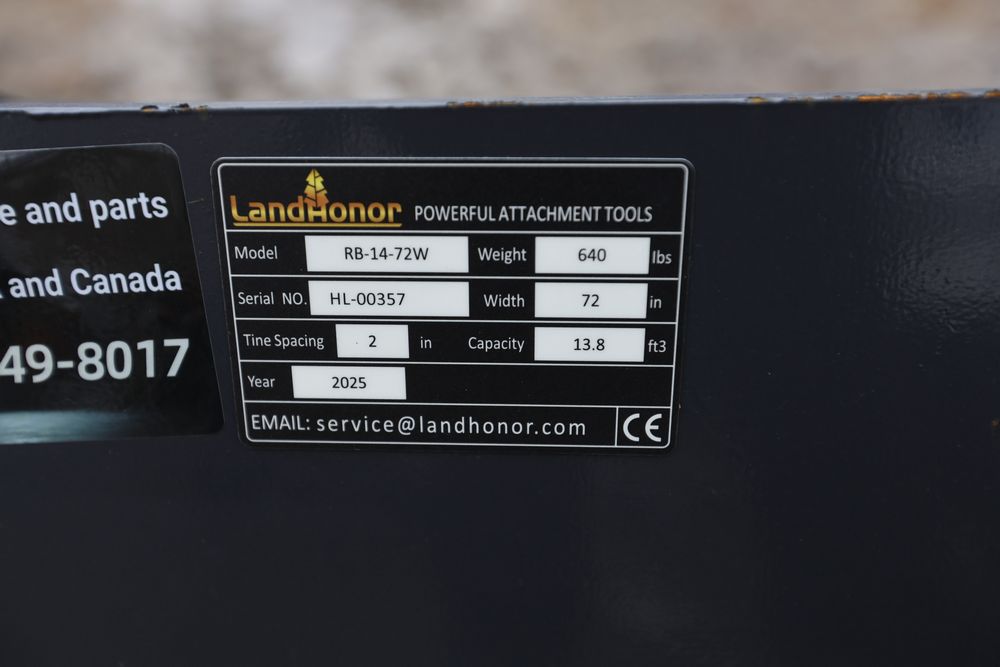 and parts
and Canada
49-8017
LandHonor POWERFUL ATTACHMENT TOOLS
Model RB-14-72W Weight 640 lbs
Serial NO. HL-00357 Width 72 in
Tine Spacing 2 in Capacity 13.8 ft3
Year 2025
EMAIL: service@landhonor.com CE